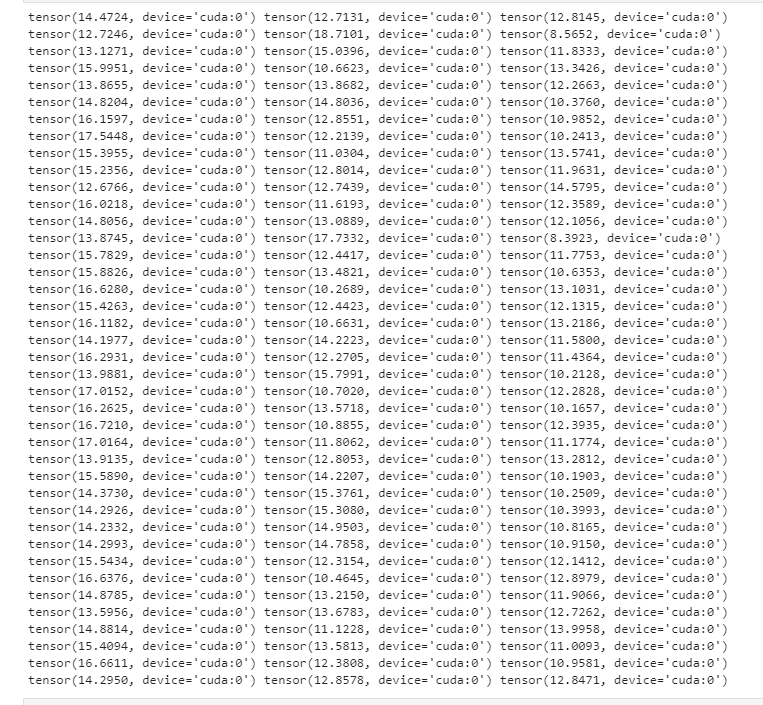 tensor(14.4724, device='cuda:0') tensor(12.7131, device='cuda:0') tensor(12.8145, device='cuda:0')
tensor(12.7246, device='cuda:0') tensor(18.7101, device='cuda:0') tensor(8.5652, device='cuda:0')
tensor(13.1271, device='cuda:0') tensor(15.0396, device='cuda:0') tensor(11.8333, device='cuda:0')
tensor(15.9951, device='cuda:0') tensor(10.6623, device='cuda:0') tensor(13.3426, device='cuda:0')
tensor(13.8655, device='cuda:0') tensor(13.8682, device='cuda:0') tensor(12.2663, device='cuda:0')
tensor(14.8204, device='cuda:0') tensor(14.8036, device='cuda:0') tensor(10.3760, device='cuda:0')
tensor(16.1597, device='cuda:0') tensor(12.8551, device='cuda:0') tensor(10.9852, device='cuda:0')
tensor(17.5448, device='cuda:0') tensor(12.2139, device='cuda:0') tensor(10.2413, device='cuda:0')
tensor(15.3955, device='cuda:0') tensor(11.0304, device='cuda:0') tensor(13.5741, device='cuda:0')
tensor(15.2356, device='cuda:0') tensor(12.8014, device='cuda:0') tensor(11.9631, device='cuda:0')
tensor(12.6766, device='cuda:0') tensor(12.7439, device='cuda:0') tensor(14.5795, device='cuda:0')
tensor(16.0218, device='cuda:0') tensor(11.6193, device='cuda:0') tensor(12.3589, device='cuda:0')
tensor(14.8056, device='cuda:0') tensor(13.0889, device='cuda:0') tensor(12.1056, device='cuda:0')
tensor(13.8745, device='cuda:0') tensor(17.7332, device='cuda:0') tensor(8.3923, device='cuda:0')
tensor(15.7829, device='cuda:0') tensor(12.4417, device='cuda:0') tensor(11.7753, device='cuda:0')
tensor(15.8826, device='cuda:0') tensor(13.4821, device='cuda:0') tensor(10.6353, device='cuda:0')
tensor(16.6280, device='cuda:0') tensor(10.2689, device='cuda:0') tensor(13.1031, device='cuda:0')
tensor(15.4263, device='cuda:0') tensor(12.4423, device='cuda:0') tensor(12.1315, device='cuda:0')
tensor(16.1182, device='cuda:0') tensor(10.6631, device='cuda:0') tensor(13.2186, device='cuda:0')
tensor(14.1977, device='cuda:0') tensor(14.2223, device='cuda:0') tensor(11.5800, device='cuda:0')
tensor(16.2931, device='cuda:0') tensor(12.2705, device='cuda:0') tensor(11.4364, device='cuda:0')
tensor(13.9881, device='cuda:0') tensor(15.7991, device='cuda:0') tensor(10.2128, device='cuda:0')
tensor(17.0152, device='cuda:0') tensor(10.7020, device='cuda:0') tensor(12.2828, device='cuda:0')
tensor(16.2625, device='cuda:0') tensor(13.5718, device='cuda:0') tensor(10.1657, device='cuda:0')
tensor(16.7210, device='cuda:0') tensor(10.8855, device='cuda:0') tensor(12.3935, device='cuda:0')
tensor(17.0164, device='cuda:0') tensor(11.8062, device='cuda:0') tensor(11.1774, device='cuda:0')
tensor(13.9135, device='cuda:0') tensor(12.8053, device='cuda:0') tensor(13.2812, device='cuda:0')
tensor(15.5890, device='cuda:0') tensor(14.2207, device='cuda:0') tensor(10.1903, device='cuda:0')
tensor(14.3730, device='cuda:0') tensor(15.3761, device='cuda:0') tensor(10.2509, device='cuda:0')
tensor(14.2926, device='cuda:0') tensor(15.3080, device='cuda:0') tensor(10.3993, device='cuda:0')
tensor(14.2332, device='cuda:0') tensor(14.9503, device='cuda:0') tensor(10.8165, device='cuda:0')
tensor(14.2993, device='cuda:0') tensor(14.7858, device='cuda:0') tensor(10.9150, device='cuda:0')
tensor(15.5434, device='cuda:0') tensor(12.3154, device='cuda:0') tensor(12.1412, device='cuda:0')
tensor(16.6376, device='cuda:0') tensor(10.4645, device='cuda:0') tensor(12.8979, device='cuda:0')
tensor(14.8785, device='cuda:0') tensor(13.2150, device='cuda:0') tensor(11.9066, device='cuda:0')
tensor(13.5956, device='cuda:0') tensor(13.6783, device='cuda:0') tensor(12.7262, device='cuda:0')
tensor(14.8814, device='cuda:0') tensor(11.1228, device='cuda:0') tensor(13.9958, device='cuda:0')
tensor(15.4094, device='cuda:0') tensor(13.5813, device='cuda:0') tensor(11.0093, device='cuda:0')
tensor(16.6611, device='cuda:0') tensor(12.3808, device='cuda:0') tensor(10.9581, device='cuda:0')
tensor(14.2950, device='cuda:0') tensor(12.8578, device='cuda:0') tensor(12.8471, device='cuda:0')